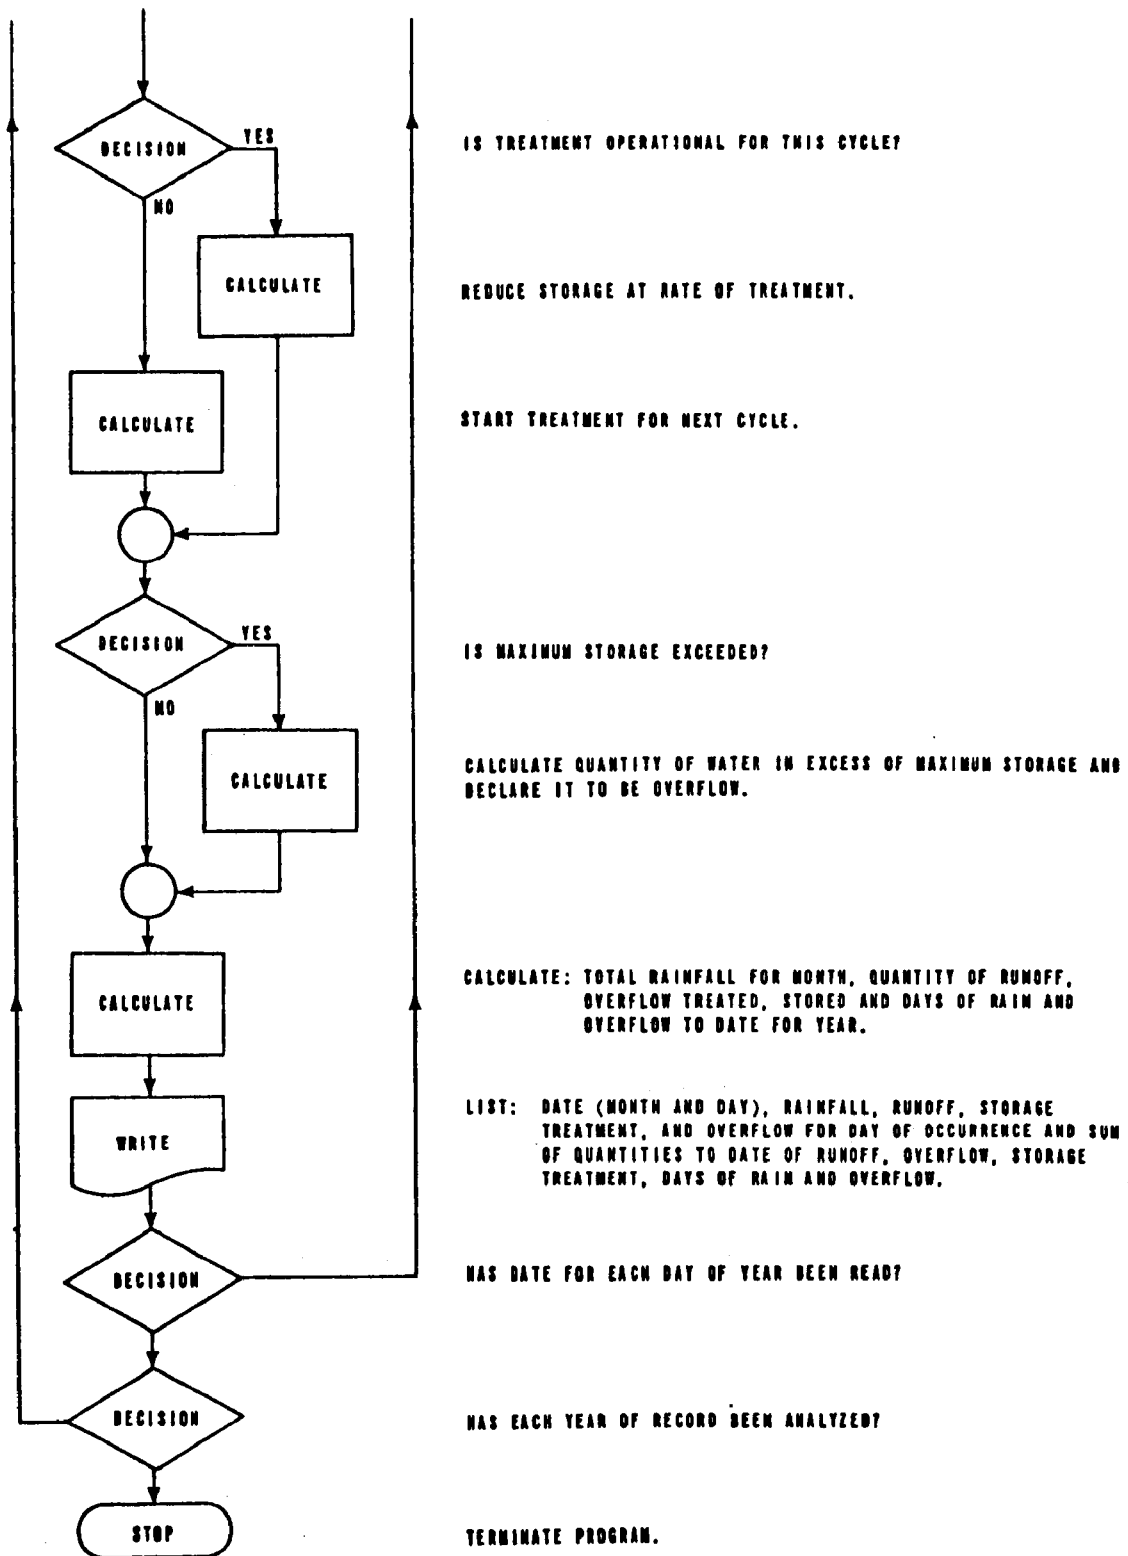 DECISION YES IS TREATMENT OPERATIONAL FOR THIS CYCLE?
NO
CALCULATE REDUCE STORAGE AT RATE OF TREATMENT.
CALCULATE START TREATMENT FOR NEXT CYCLE.
DECISION YES IS MAXIMUM STORAGE EXCEEDED?
NO
CALCULATE CALCULATE QUANTITY OF WATER IN EXCESS OF MAXIMUM STORAGE AND
DECLARE IT TO BE OVERFLOW.
CALCULATE CALCULATE: TOTAL RAINFALL FOR MONTH, QUANTITY OF RUNOFF,
OVERFLOW TREATED, STORED AND DAYS OF RAIN AND
OVERFLOW TO DATE FOR YEAR.
WRITE LIST: DATE (MONTH AND DAY), RAINFALL, RUNOFF, STORAGE
TREATMENT, AND OVERFLOW FOR DAY OF OCCURRENCE AND SUM
OF QUANTITIES TO DATE OF RUNOFF, OVERFLOW, STORAGE
TREATMENT, DAYS OF RAIN AND OVERFLOW.
DECISION HAS DATE FOR EACH DAY OF YEAR BEEN READ?
DECISION HAS EACH YEAR OF RECORD BEEN ANALYZED?
STOP TERMINATE PROGRAM.